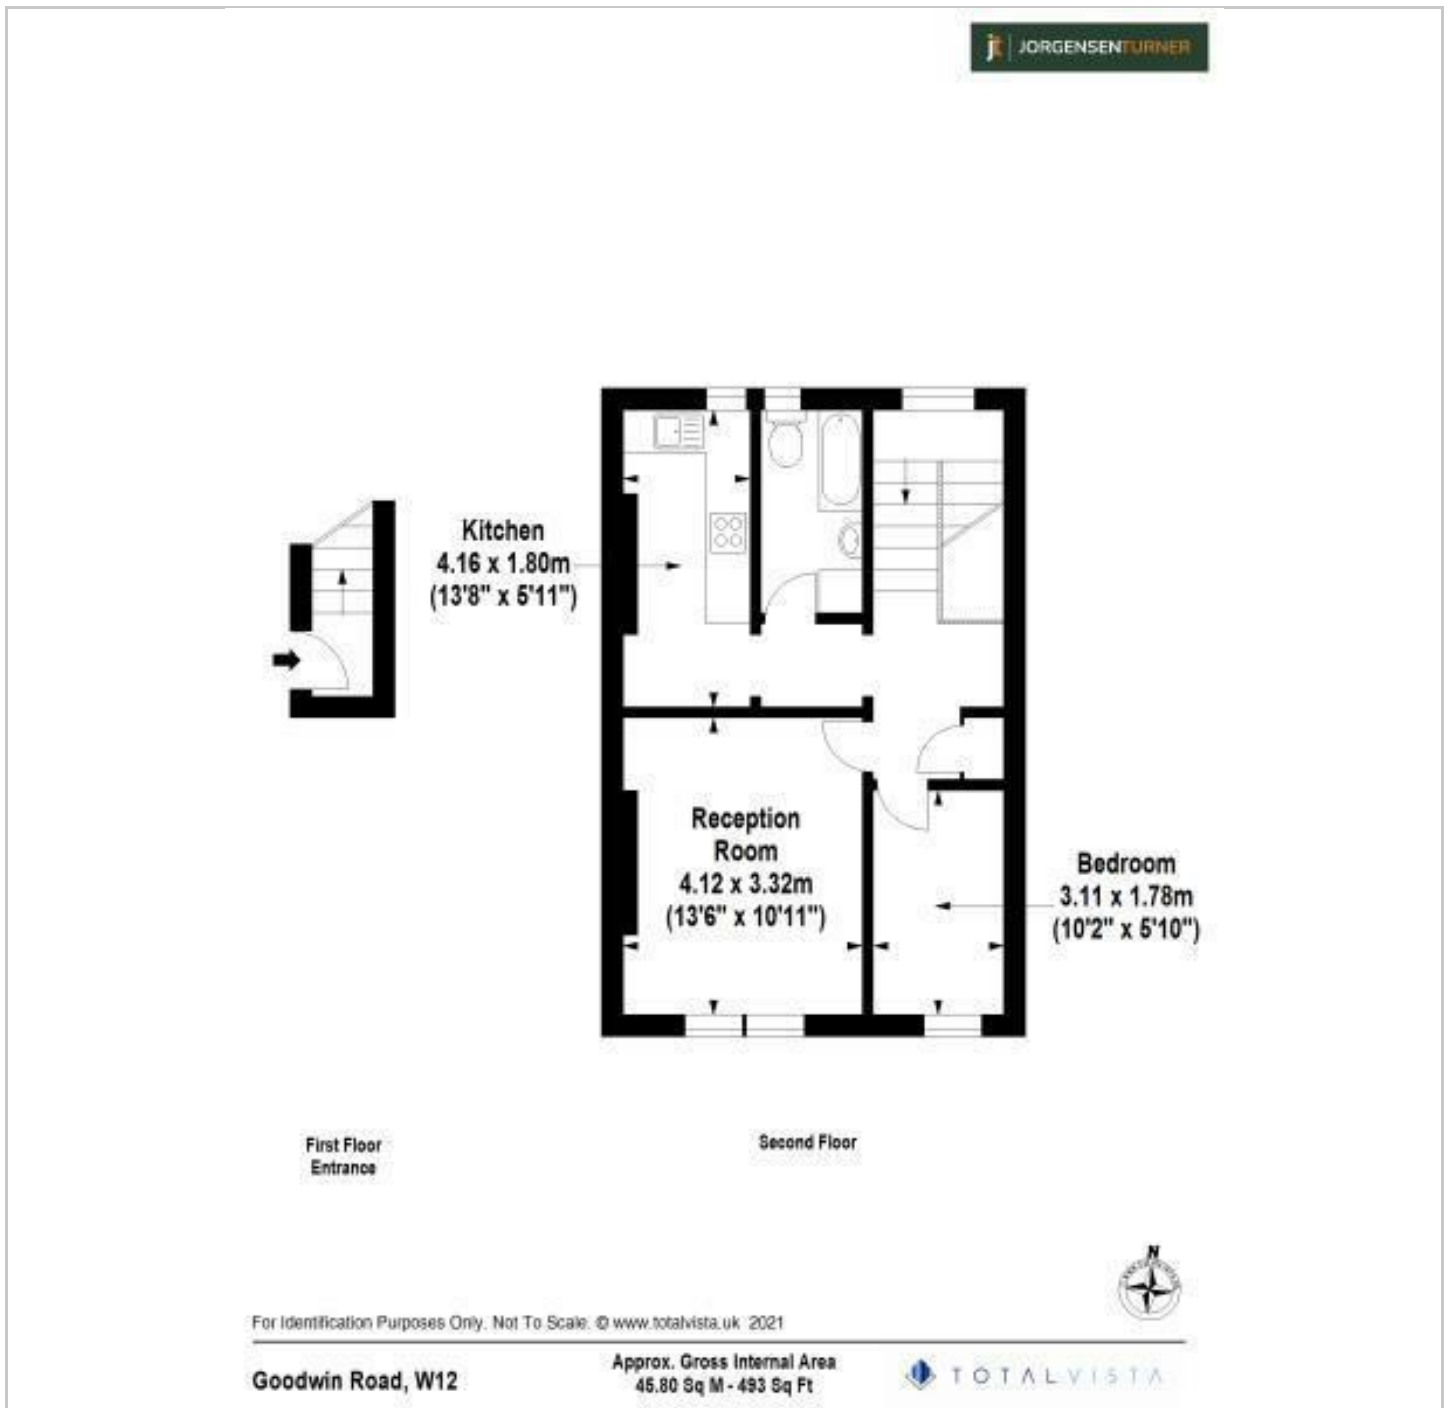 jt JORGENSENTURNER
Kitchen
4.16 x 1.80m
(13'8" x 5'11")
Reception
Room
4.12 x 3.32m
(13'6" x 10'11")
Bedroom
3.11 x 1.78m
(10'2" x 5'10")
First Floor
Entrance
Second Floor
N
For Identification Purposes Only. Not To Scale. © www.totalvista.uk 2021
Goodwin Road, W12
Approx. Gross Internal Area
45.80 Sq M - 493 Sq Ft
TOTALVISTA